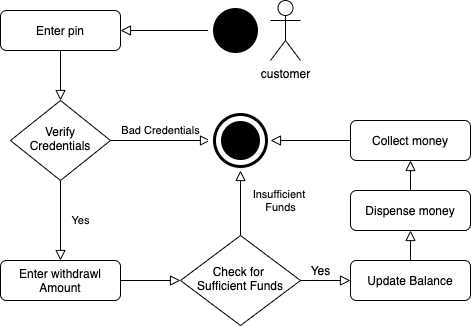 Enter pin
customer
Verify
Credentials
Bad Credentials
Collect money
Insufficient
Funds
Dispense money
Yes
Enter withdrawl
Amount
Check for
Sufficient Funds
Yes
Update Balance